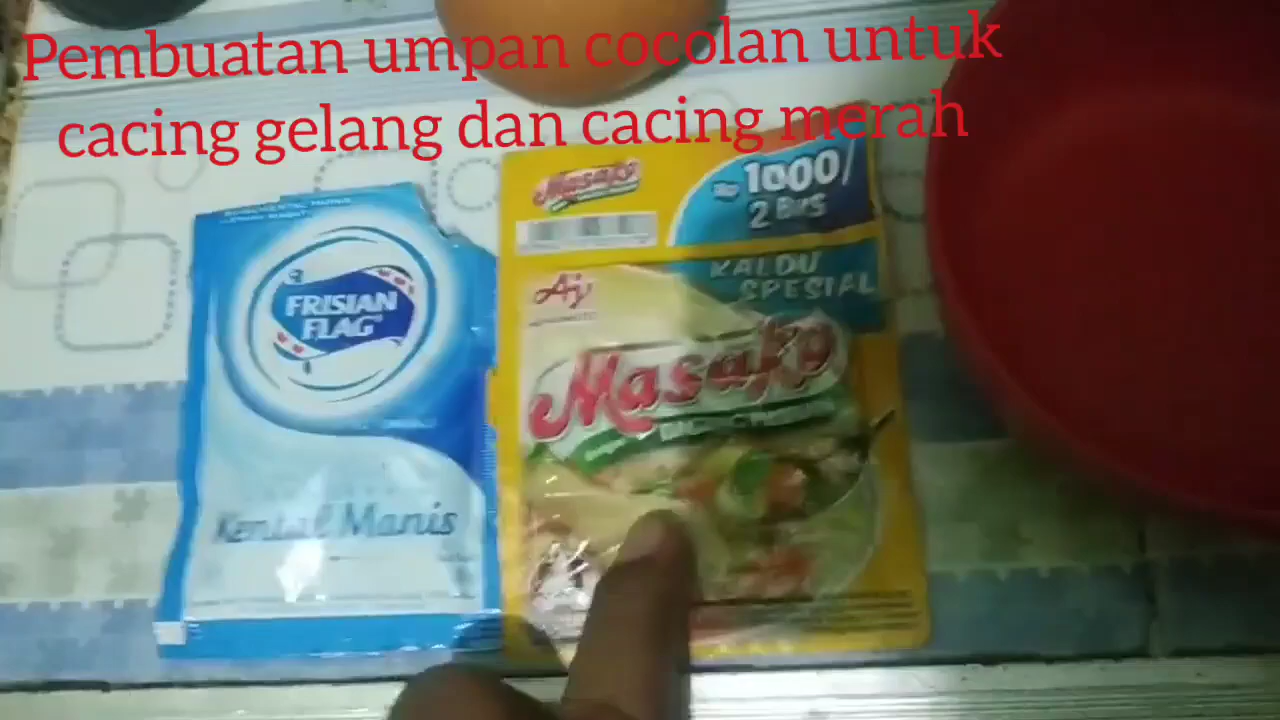 Pembuatan umpan cocolan untuk
cacing gelang dan cacing merah
Masako
Rp 1000/
2 BKS
FRISIAN
FLAG
Aj
KALDU
SPESIAL
Masako
Kental Manis